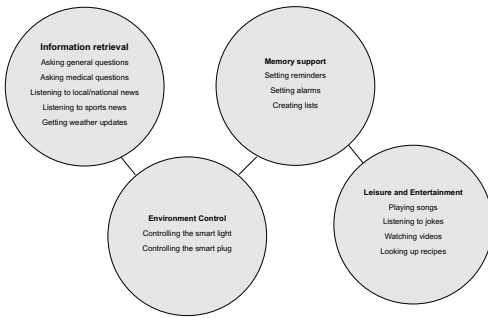 Information retrieval
Asking general questions
Asking medical questions
Listening to local/national news
Listening to sports news
Getting weather updates
Memory support
Setting reminders
Setting alarms
Creating lists
Environment Control
Controlling the smart light
Controlling the smart plug
Leisure and Entertainment
Playing songs
Listening to jokes
Watching videos
Looking up recipes